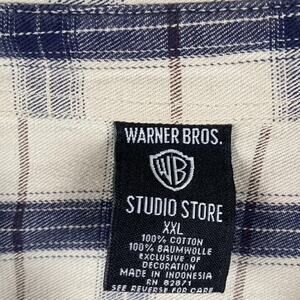 WARNER BROS.
WB
STUDIO STORE
XXL
100% COTTON
100% BAUMWOLLE
EXCLUSIVE OF
DECORATION
MADE IN INDONESIA
RN 82871
SEE REVERSE FOR CARE